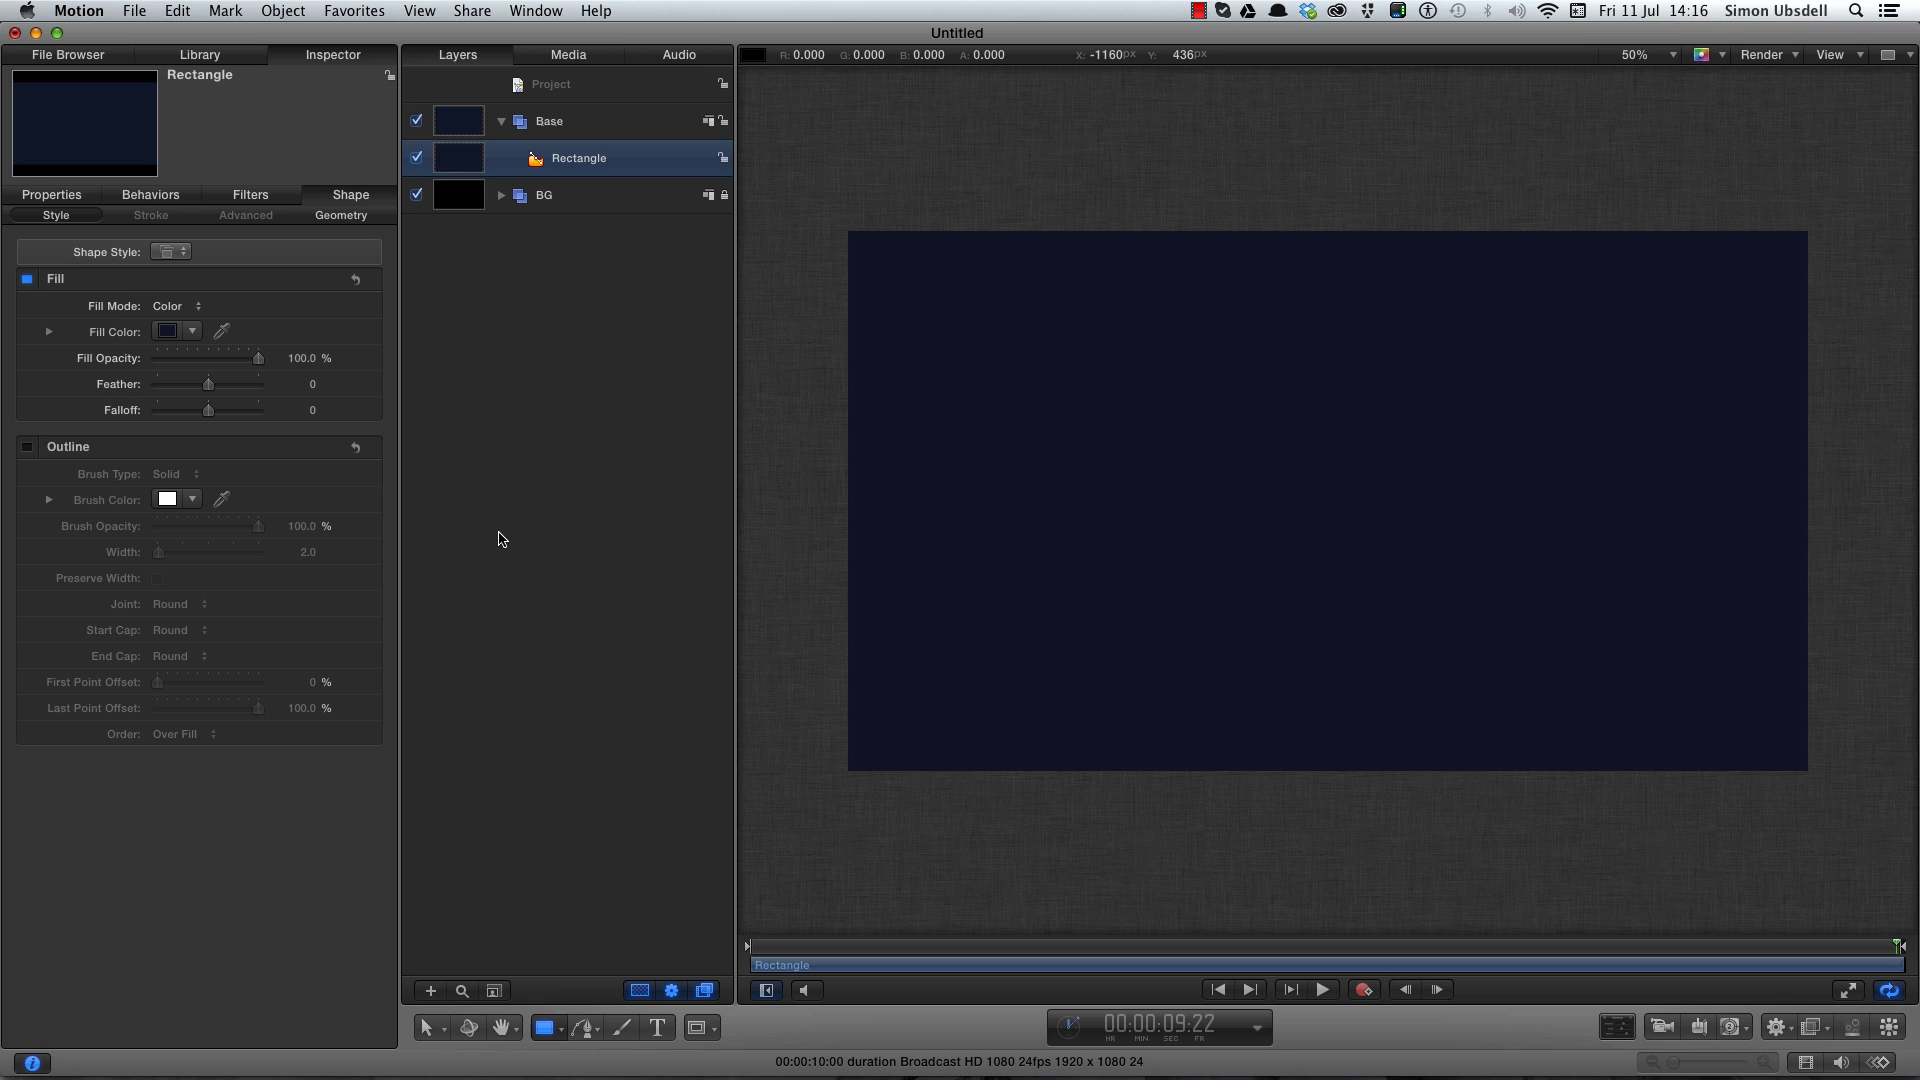 Motion File Edit Mark Object Favorites View Share Window Help Fri 11 Jul 14:16 Simon Ubsdell
Untitled
File Browser Library Inspector
Rectangle
Properties Behaviors Filters Shape
Style Stroke Advanced Geometry
Shape Style:
Fill
Fill Mode: Color
Fill Color:
Fill Opacity: 100.0 %
Feather: 0
Falloff: 0
Outline
Brush Type: Solid
Brush Color:
Brush Opacity: 100.0 %
Width: 2.0
Preserve Width:
Joint: Round
Start Cap: Round
End Cap: Round
First Point Offset: 0 %
Last Point Offset: 100.0 %
Order: Over Fill
Layers Media Audio
Project
Base
Rectangle
BG
R: 0.000 G: 0.000 B: 0.000 A: 0.000 X: -1160px Y: 436px 50% Render View
Rectangle
T
00:00:09:22
HR MIN SEC FR
00:00:10:00 duration Broadcast HD 1080 24fps 1920 x 1080 24